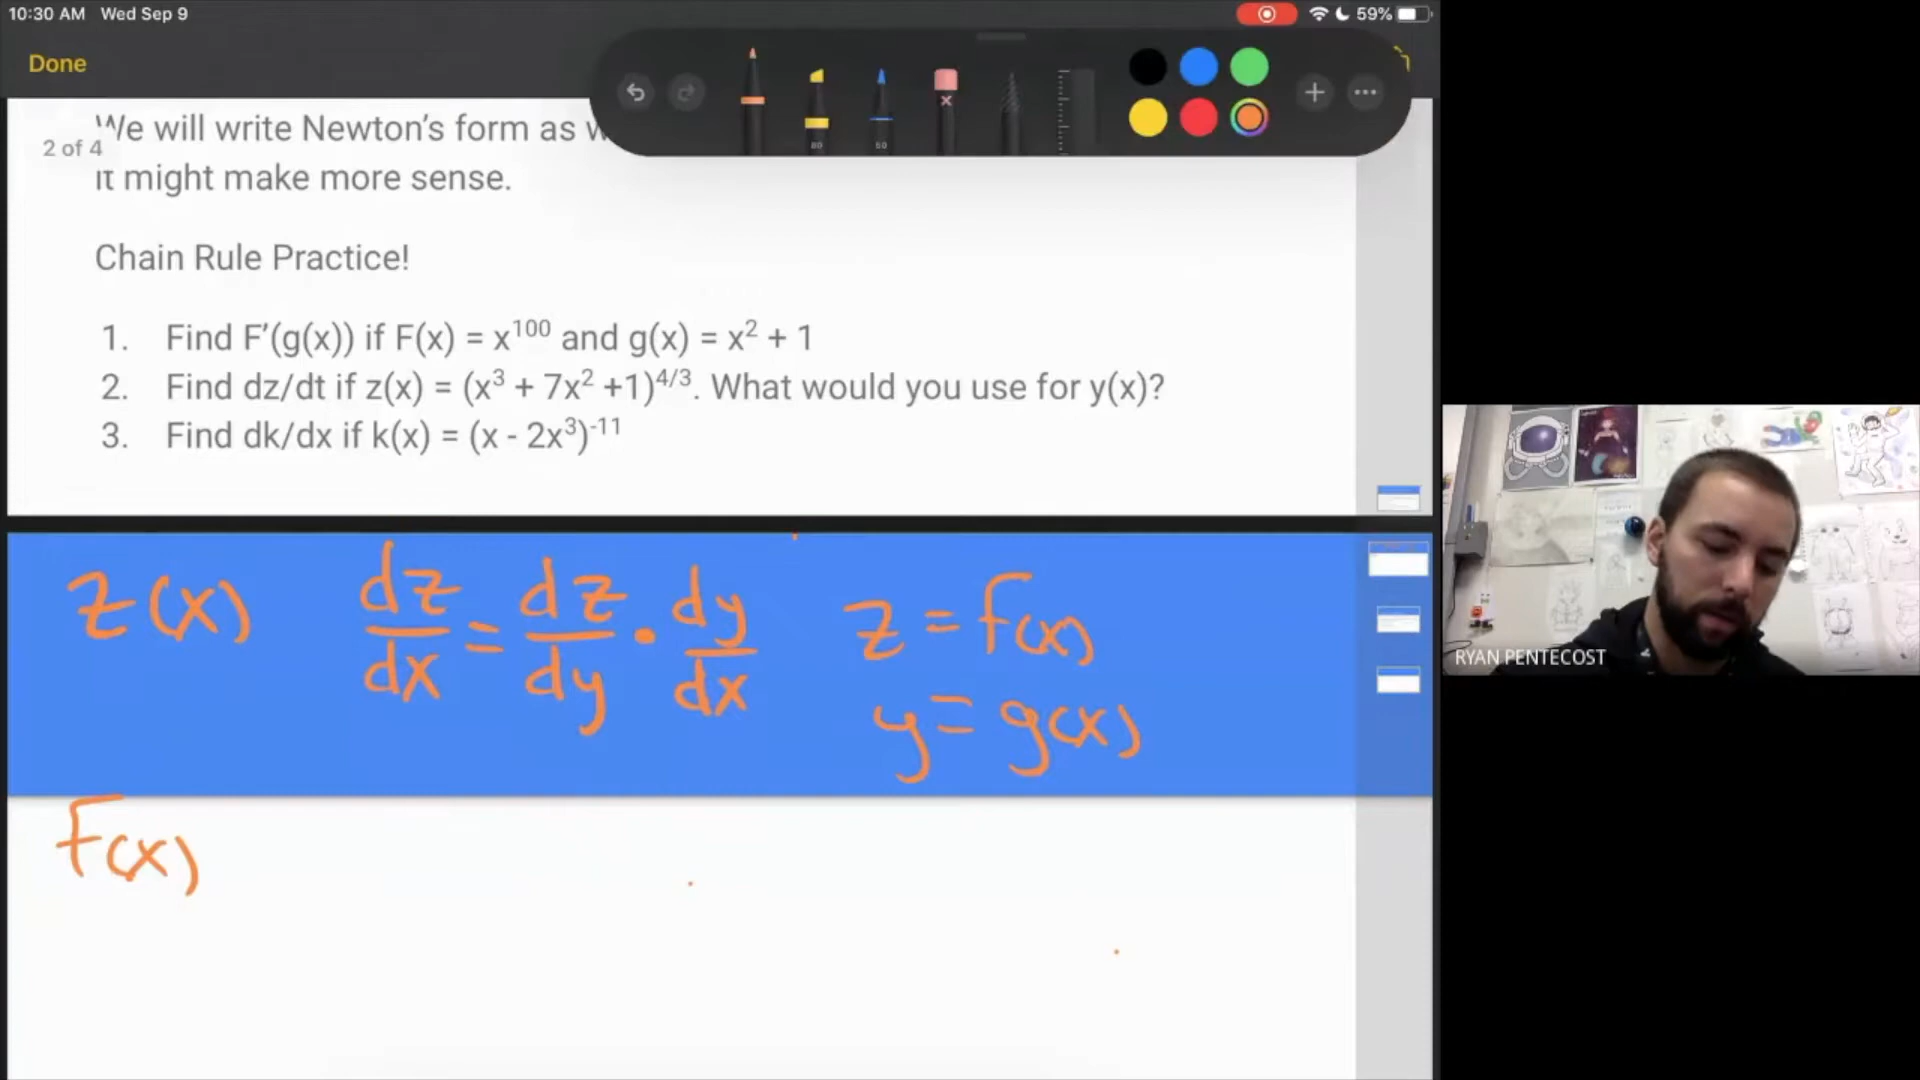 10:30 AM Wed Sep 9
59%
Done
We will write Newton's form as w
2 of 4
it might make more sense.
Chain Rule Practice!
1. Find F'(g(x)) if F(x) = x¹⁰⁰ and g(x) = x² + 1
2. Find dz/dt if z(x) = (x³ + 7x² +1)⁴/³. What would you use for y(x)?
3. Find dk/dx if k(x) = (x - 2x³)⁻¹¹
z(x) dz/dx = dz/dy · dy/dx z = f(x)
y = g(x)
F(x)
RYAN PENTECOST